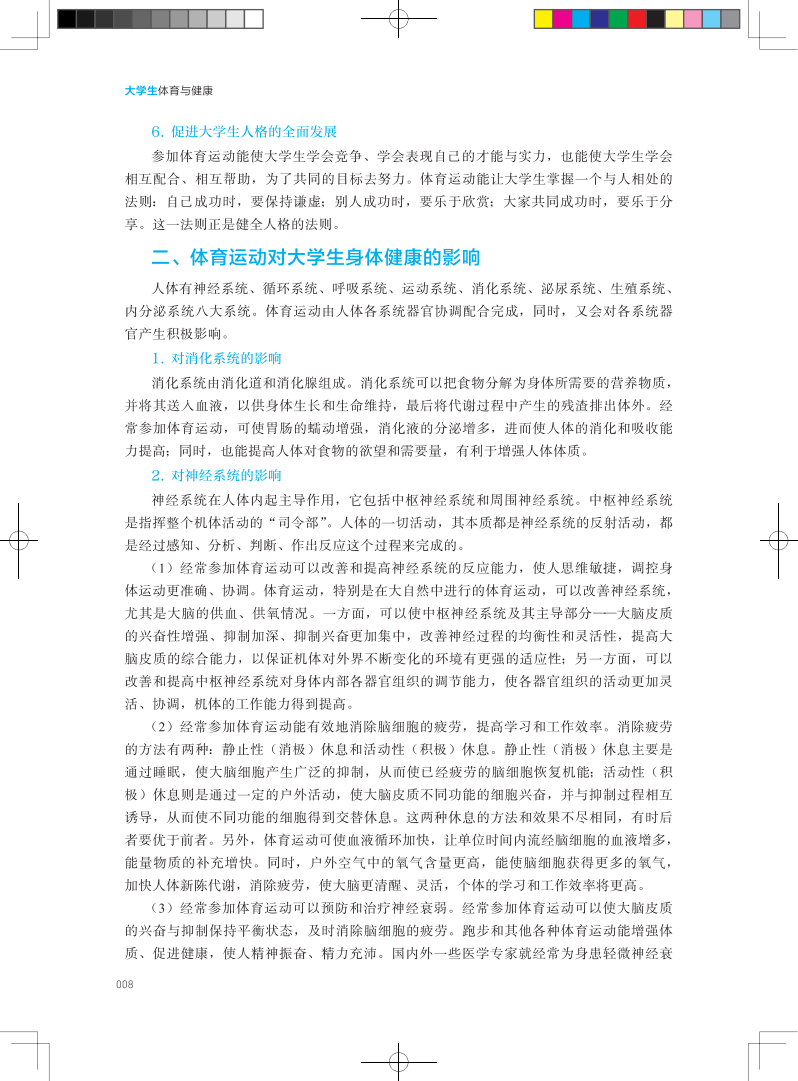 大学生体育与健康
6. 促进大学生人格的全面发展
参加体育运动能使大学生学会竞争、学会表现自己的才能与实力，也能使大学生学会
相互配合、相互帮助，为了共同的目标去努力。体育运动能让大学生掌握一个与人相处的
法则：自己成功时，要保持谦虚；别人成功时，要乐于欣赏；大家共同成功时，要乐于分
享。这一法则正是健全人格的法则。
二、体育运动对大学生身体健康的影响
人体有神经系统、循环系统、呼吸系统、运动系统、消化系统、泌尿系统、生殖系统、
内分泌系统八大系统。体育运动由人体各系统器官协调配合完成，同时，又会对各系统器
官产生积极影响。
1. 对消化系统的影响
消化系统由消化道和消化腺组成。消化系统可以把食物分解为身体所需要的营养物质，
并将其送入血液，以供身体生长和生命维持，最后将代谢过程中产生的残渣排出体外。经
常参加体育运动，可使胃肠的蠕动增强，消化液的分泌增多，进而使人体的消化和吸收能
力提高；同时，也能提高人体对食物的欲望和需要量，有利于增强人体体质。
2. 对神经系统的影响
神经系统在人体内起主导作用，它包括中枢神经系统和周围神经系统。中枢神经系统
是指挥整个机体活动的“司令部”。人体的一切活动，其本质都是神经系统的反射活动，都
是经过感知、分析、判断、作出反应这个过程来完成的。
（1）经常参加体育运动可以改善和提高神经系统的反应能力，使人思维敏捷，调控身
体运动更准确、协调。体育运动，特别是在大自然中进行的体育运动，可以改善神经系统，
尤其是大脑的供血、供氧情况。一方面，可以使中枢神经系统及其主导部分——大脑皮质
的兴奋性增强、抑制加深、抑制兴奋更加集中，改善神经过程的均衡性和灵活性，提高大
脑皮质的综合能力，以保证机体对外界不断变化的环境有更强的适应性；另一方面，可以
改善和提高中枢神经系统对身体内部各器官组织的调节能力，使各器官组织的活动更加灵
活、协调，机体的工作能力得到提高。
（2）经常参加体育运动能有效地消除脑细胞的疲劳，提高学习和工作效率。消除疲劳
的方法有两种：静止性（消极）休息和活动性（积极）休息。静止性（消极）休息主要是
通过睡眠，使大脑细胞产生广泛的抑制，从而使已经疲劳的脑细胞恢复机能；活动性（积
极）休息则是通过一定的户外活动，使大脑皮质不同功能的细胞兴奋，并与抑制过程相互
诱导，从而使不同功能的细胞得到交替休息。这两种休息的方法和效果不尽相同，有时后
者要优于前者。另外，体育运动可使血液循环加快，让单位时间内流经脑细胞的血液增多，
能量物质的补充增快。同时，户外空气中的氧气含量更高，能使脑细胞获得更多的氧气，
加快人体新陈代谢，消除疲劳，使大脑更清醒、灵活，个体的学习和工作效率将更高。
（3）经常参加体育运动可以预防和治疗神经衰弱。经常参加体育运动可以使大脑皮质
的兴奋与抑制保持平衡状态，及时消除脑细胞的疲劳。跑步和其他各种体育运动能增强体
质、促进健康，使人精神振奋、精力充沛。国内外一些医学专家就经常为身患轻微神经衰
008